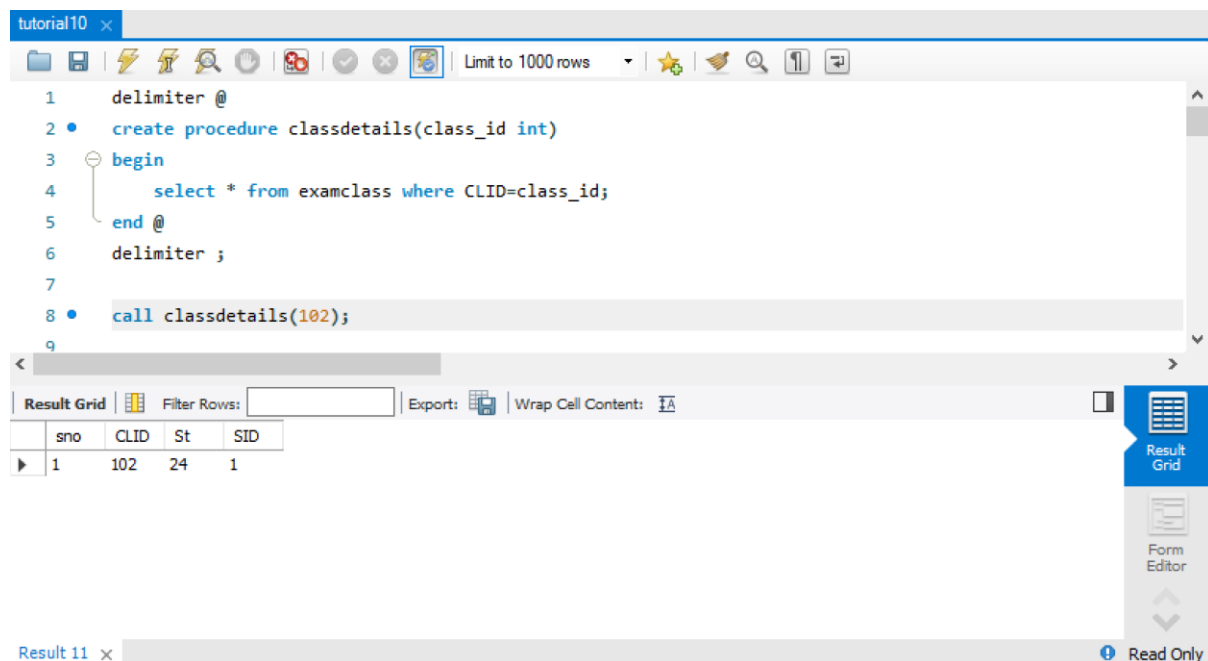 tutorial10
Limit to 1000 rows
1 delimiter @
2 create procedure classdetails(class_id int)
3 begin
4 select * from examclass where CLID=class_id;
5 end @
6 delimiter ;
7
8 call classdetails(102);
9
Result Grid Filter Rows: Export: Wrap Cell Content: IA
sno CLID St SID
1 102 24 1
Result Grid
Form Editor
Result 11 Read Only